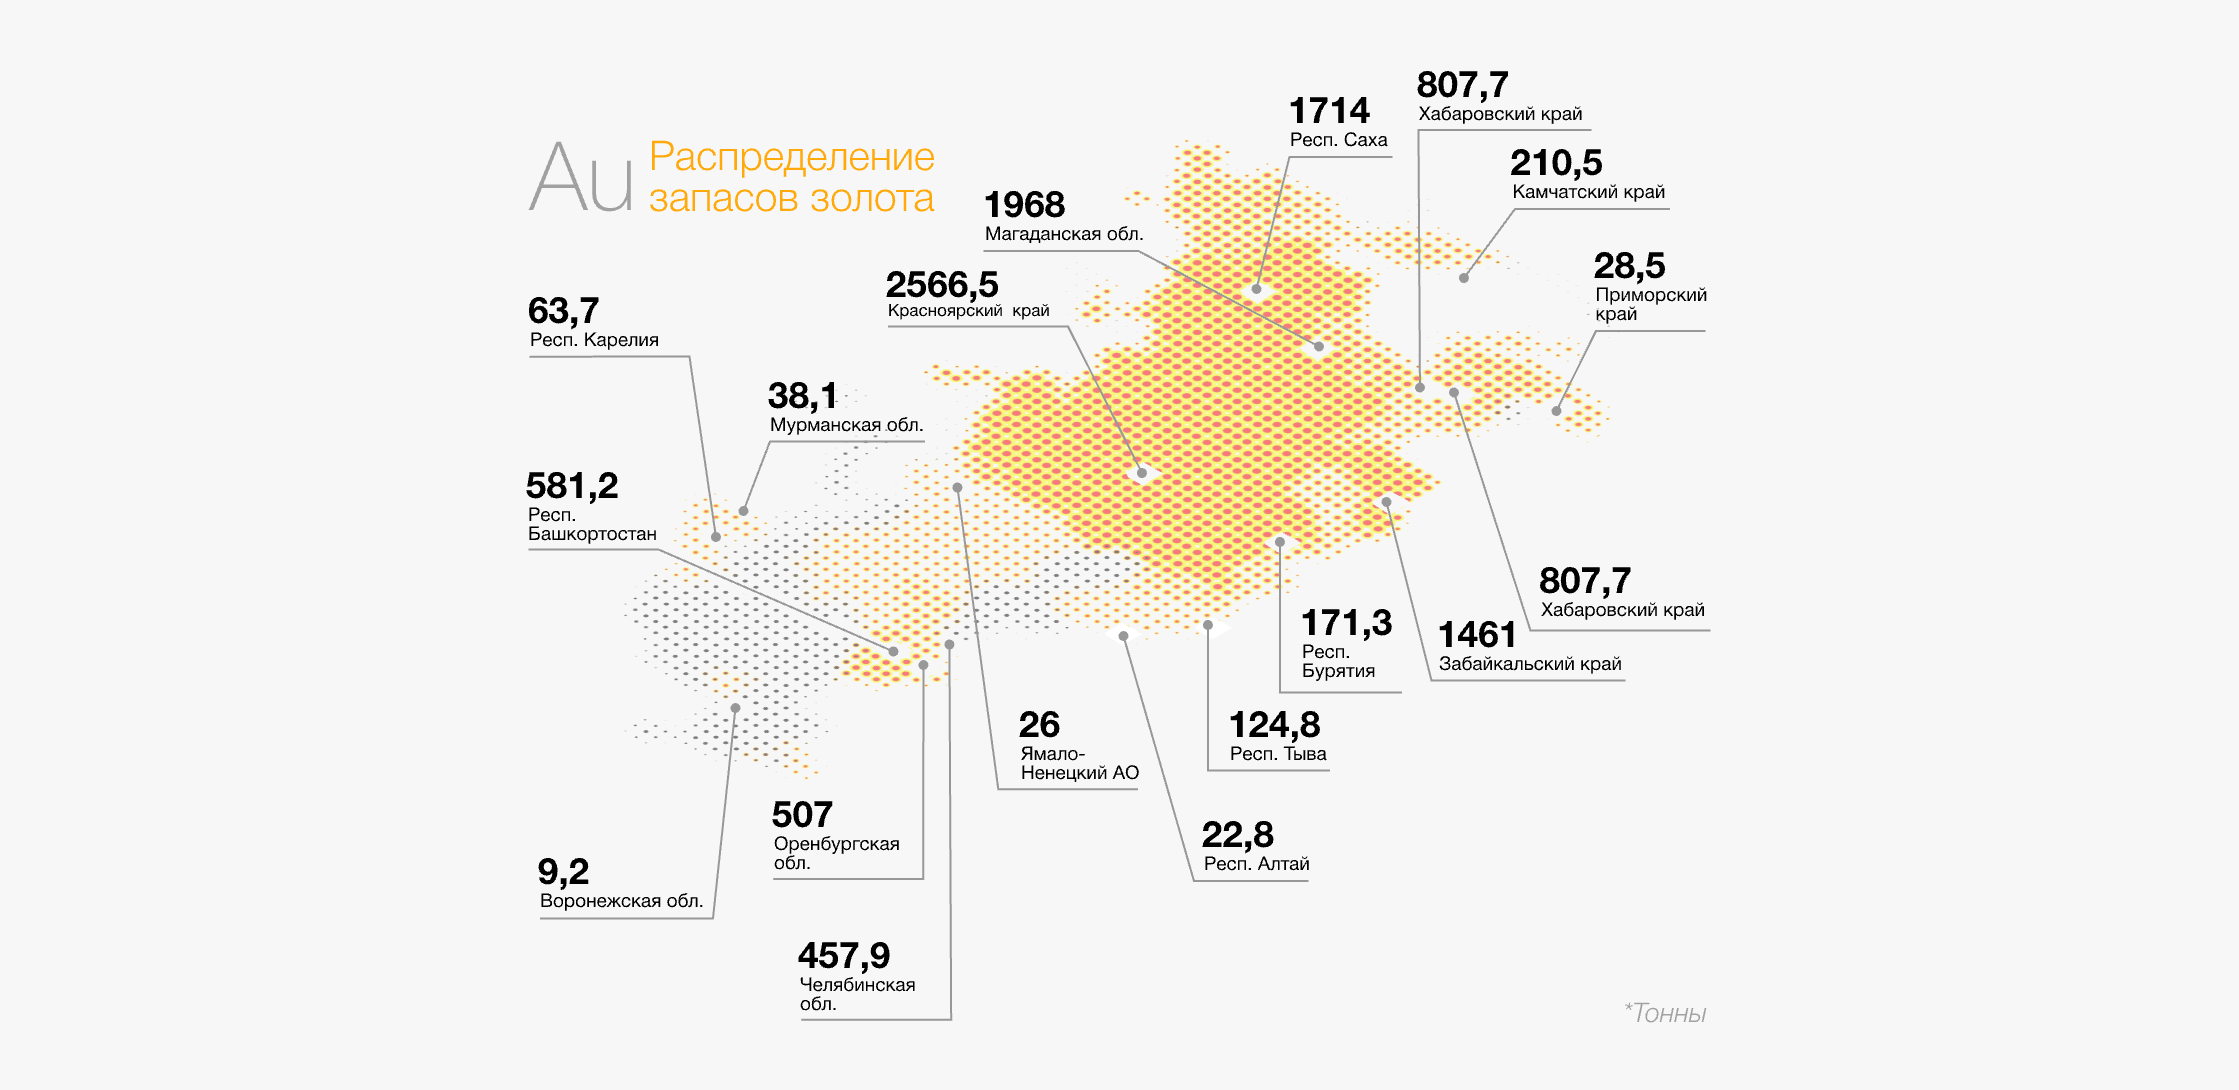 Au
Распределение
запасов золота
807,7
Хабаровский край
1714
Респ. Саха
210,5
Камчатский край
1968
Магаданская обл.
28,5
Приморский
край
2566,5
Красноярский край
63,7
Респ. Карелия
38,1
Мурманская обл.
581,2
Респ.
Башкортостан
807,7
Хабаровский край
171,3
Респ.
Бурятия
1461
Забайкальский край
26
Ямало-
Ненецкий АО
124,8
Респ. Тыва
507
Оренбургская
обл.
22,8
Респ. Алтай
9,2
Воронежская обл.
457,9
Челябинская
обл.
*Тонны